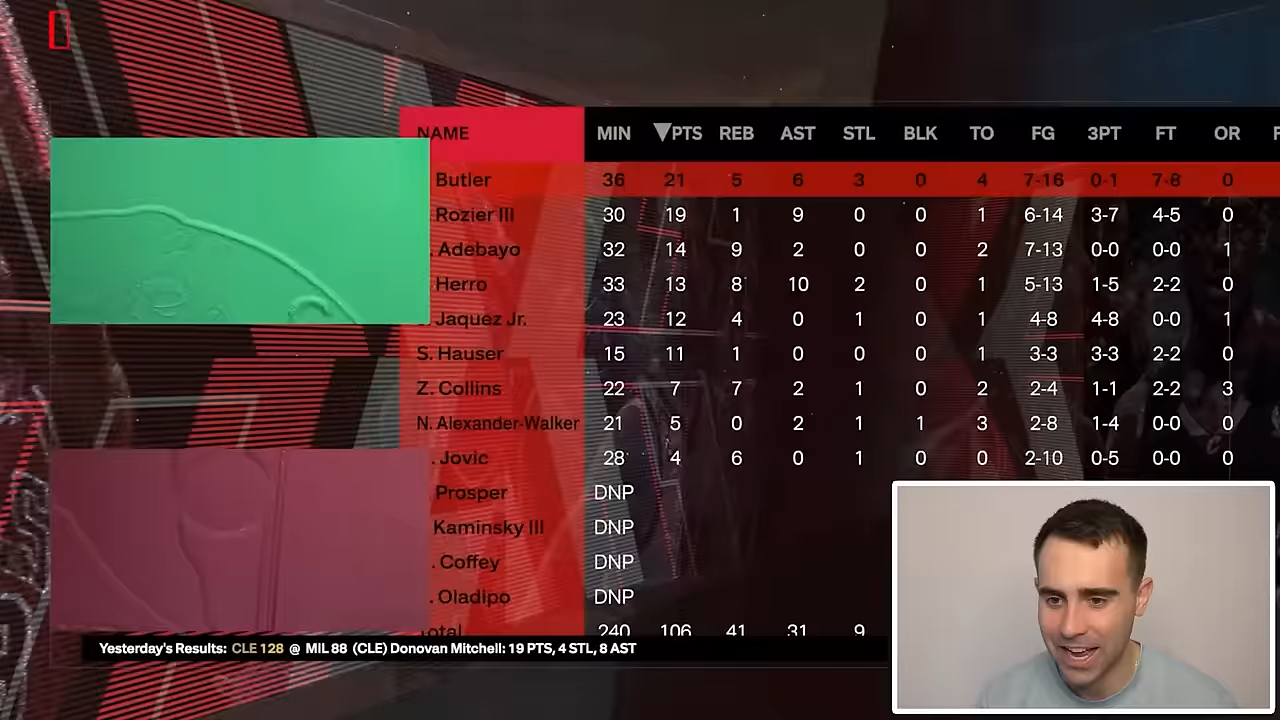 NAME MIN PTS REB AST STL BLK TO FG 3PT FT OR
Butler 36 21 5 6 3 0 4 7-16 0-1 7-8 0
Rozier III 30 19 1 9 0 0 1 6-14 3-7 4-5 0
. Adebayo 32 14 9 2 0 0 2 7-13 0-0 0-0 1
Herro 33 13 8 10 2 0 1 5-13 1-5 2-2 0
Jaquez Jr. 23 12 4 0 1 0 1 4-8 4-8 0-0 1
S. Hauser 15 11 1 0 0 0 1 3-3 3-3 2-2 0
Z. Collins 22 7 7 2 1 0 2 2-4 1-1 2-2 3
N. Alexander-Walker 21 5 0 2 1 1 3 2-8 1-4 0-0 0
. Jovic 28 4 6 0 1 0 0 2-10 0-5 0-0 0
Prosper DNP
Kaminsky III DNP
. Coffey DNP
. Oladipo DNP
Total 240 106 41 31 9
Yesterday's Results: CLE 128 @ MIL 88 (CLE) Donovan Mitchell: 19 PTS, 4 STL, 8 AST